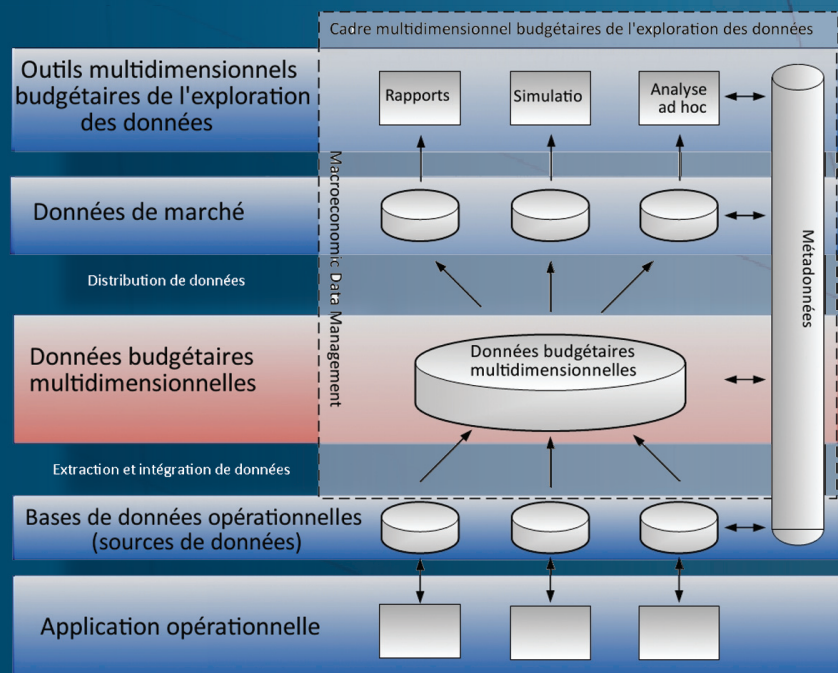 Cadre multidimensionnel budgétaires de l'exploration des données
Outils multidimensionnels
budgétaires de l'exploration
des données
Rapports
Simulatio
Analyse
ad hoc
Macroeconomic Data Management
Métadonnées
Données de marché
Distribution de données
Données budgétaires
multidimensionnelles
Données budgétaires
multidimensionnelles
Extraction et intégration de données
Bases de données opérationnelles
(sources de données)
Application opérationnelle